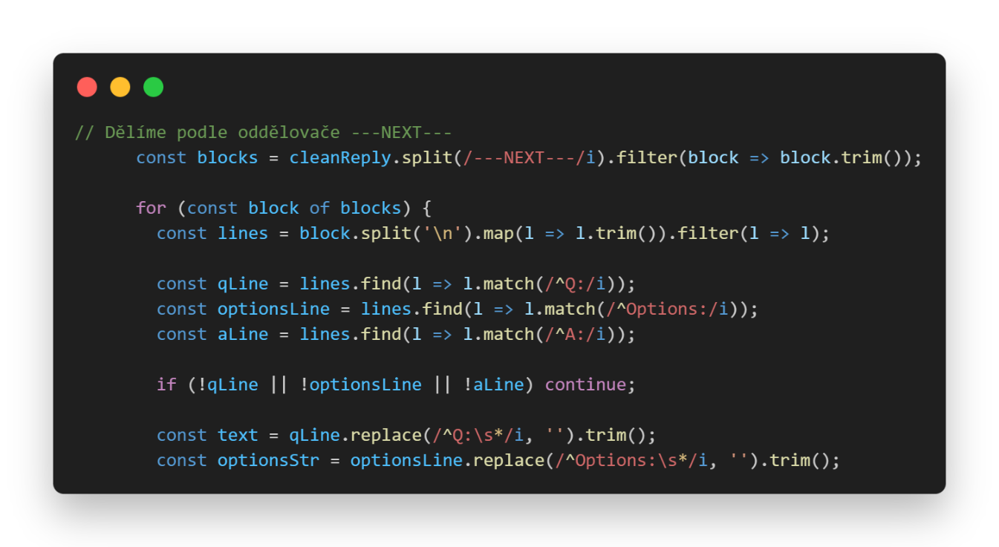 // Dělíme podle oddělovače ---NEXT---
const blocks = cleanReply.split(/---NEXT---/i).filter(block => block.trim());
for (const block of blocks) {
const lines = block.split('\n').map(l => l.trim()).filter(l => l);
const qLine = lines.find(l => l.match(/^Q:/i));
const optionsLine = lines.find(l => l.match(/^Options:/i));
const aLine = lines.find(l => l.match(/^A:/i));
if (!qLine || !optionsLine || !aLine) continue;
const text = qLine.replace(/^Q:\s*/i, '').trim();
const optionsStr = optionsLine.replace(/^Options:\s*/i, '').trim();